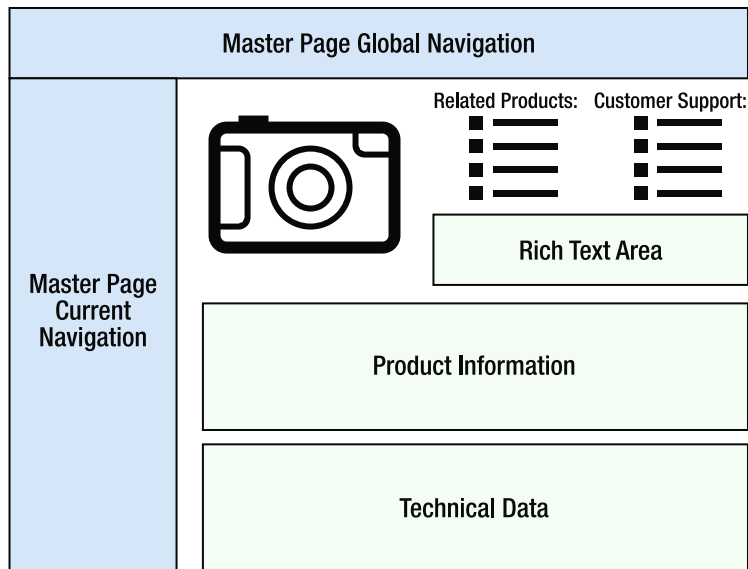 Master Page Global Navigation
Related Products: Customer Support:
Rich Text Area
Master Page
Current
Navigation
Product Information
Technical Data